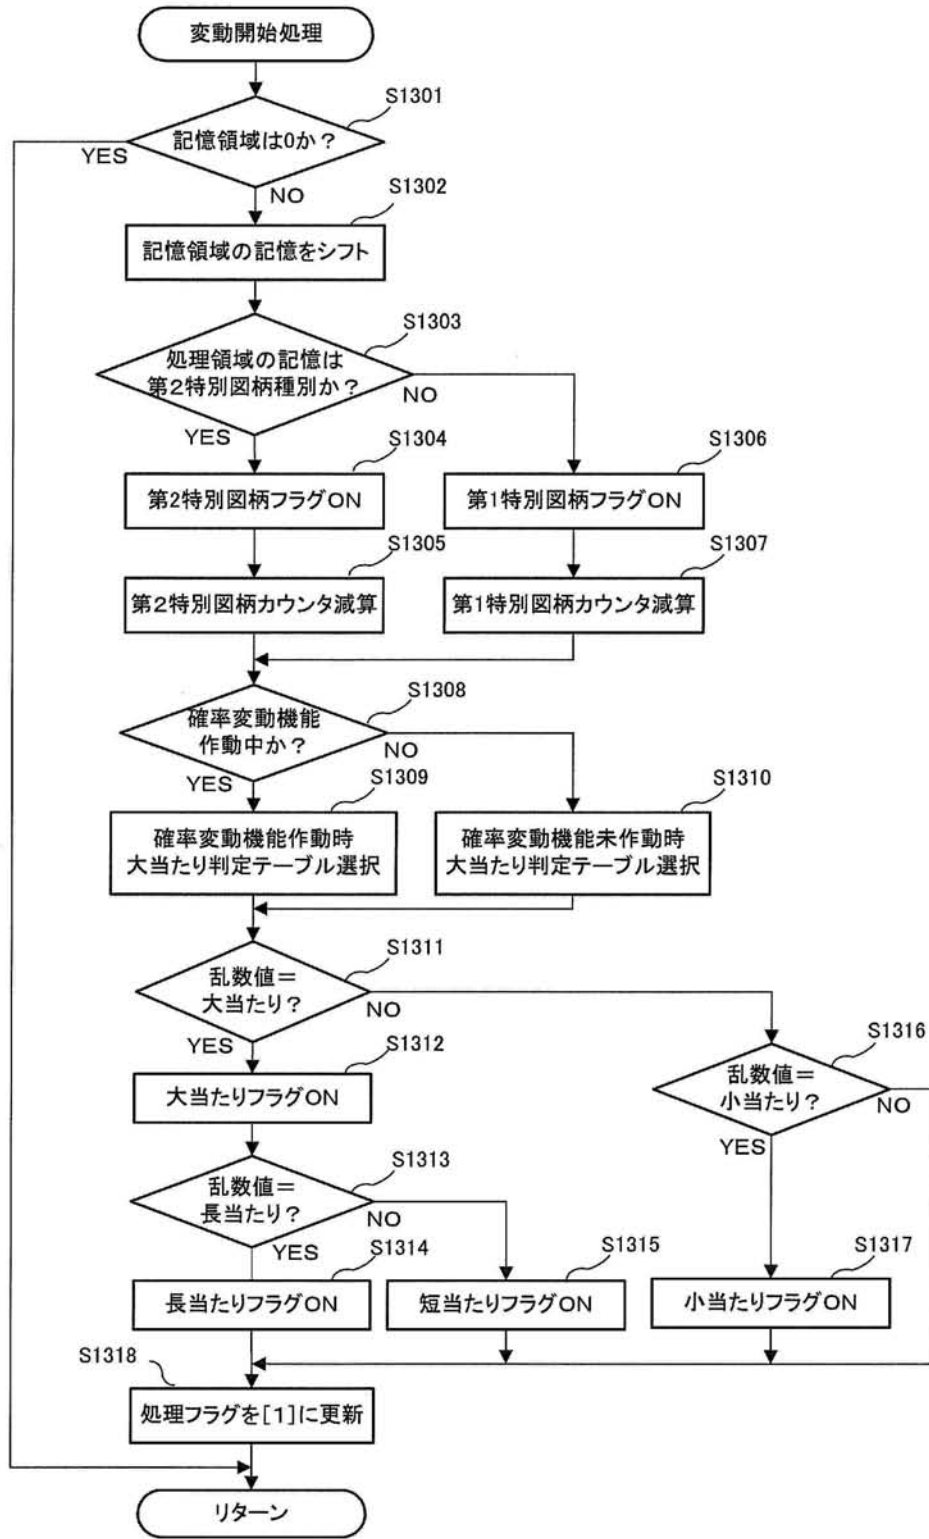 変動開始処理
S1301
記憶領域は0か？
YES
NO
S1302
記憶領域の記憶をシフト
S1303
処理領域の記憶は
第２特別図柄種別か？
NO
YES
S1304
S1306
第2特別図柄フラグON
第1特別図柄フラグON
S1305
S1307
第２特別図柄カウンタ減算
第1特別図柄カウンタ減算
S1308
確率変動機能
作動中か？
NO
YES
S1309
S1310
確率変動機能作動時
大当たり判定テーブル選択
確率変動機能未作動時
大当たり判定テーブル選択
S1311
乱数値＝
大当たり？
NO
YES
S1312
S1316
大当たりフラグON
乱数値＝
小当たり？
NO
YES
S1313
乱数値＝
長当たり？
NO
YES
S1314
S1315
S1317
長当たりフラグON
短当たりフラグON
小当たりフラグON
S1318
処理フラグを[１]に更新
リターン